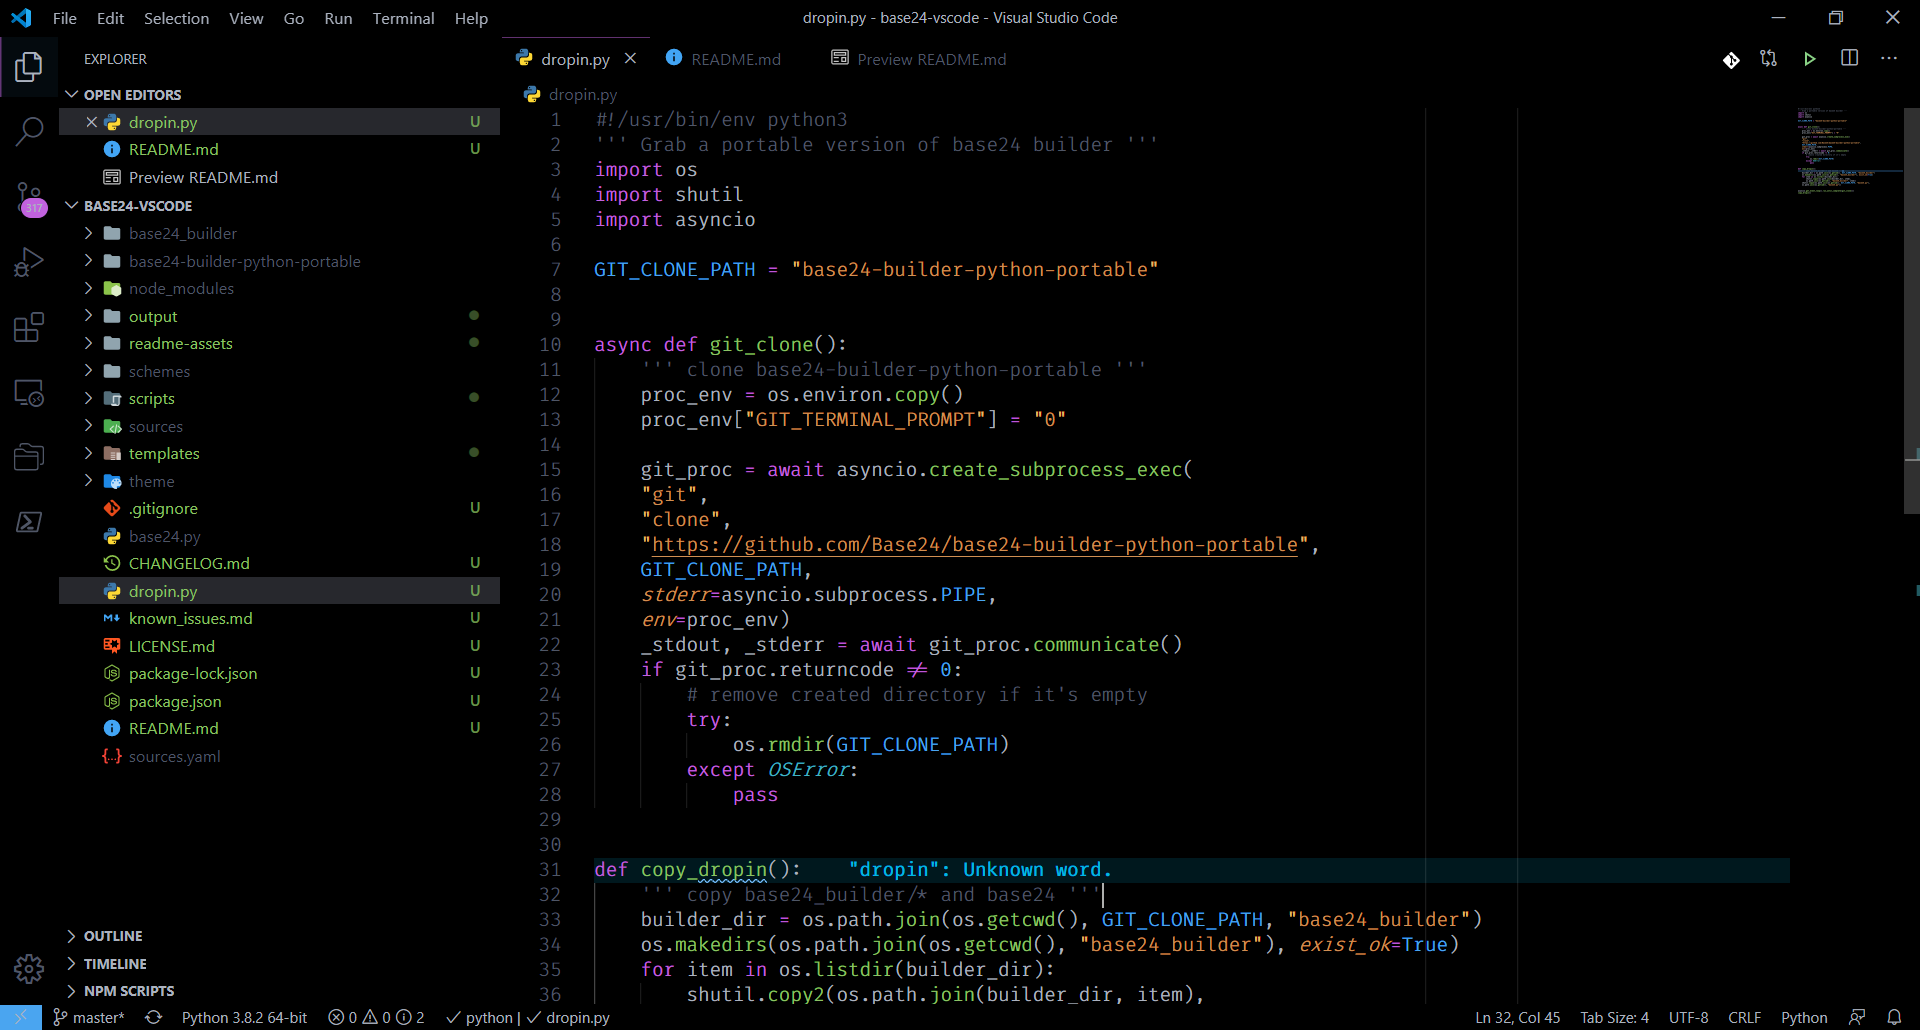 File Edit Selection View Go Run Terminal Help
dropin.py - base24-vscode - Visual Studio Code
EXPLORER
OPEN EDITORS
dropin.py U
README.md U
Preview README.md
BASE24-VSCODE
base24_builder
base24-builder-python-portable
node_modules
output
readme-assets
schemes
scripts
sources
templates
theme
.gitignore U
base24.py
CHANGELOG.md U
dropin.py U
known_issues.md U
LICENSE.md U
package-lock.json U
package.json U
README.md U
sources.yaml
OUTLINE
TIMELINE
NPM SCRIPTS
317
dropin.py README.md Preview README.md
dropin.py
1 #!/usr/bin/env python3
2 ''' Grab a portable version of base24 builder '''
3 import os
4 import shutil
5 import asyncio
6
7 GIT_CLONE_PATH = "base24-builder-python-portable"
8
9
10 async def git_clone():
11 ''' clone base24-builder-python-portable '''
12 proc_env = os.environ.copy()
13 proc_env["GIT_TERMINAL_PROMPT"] = "0"
14
15 git_proc = await asyncio.create_subprocess_exec(
16 "git",
17 "clone",
18 "https://github.com/Base24/base24-builder-python-portable",
19 GIT_CLONE_PATH,
20 stderr=asyncio.subprocess.PIPE,
21 env=proc_env)
22 _stdout, _stderr = await git_proc.communicate()
23 if git_proc.returncode ≠ 0:
24 # remove created directory if it's empty
25 try:
26 os.rmdir(GIT_CLONE_PATH)
27 except OSError:
28 pass
29
30
31 def copy_dropin(): "dropin": Unknown word.
32 ''' copy base24_builder/* and base24 '''
33 builder_dir = os.path.join(os.getcwd(), GIT_CLONE_PATH, "base24_builder")
34 os.makedirs(os.path.join(os.getcwd(), "base24_builder"), exist_ok=True)
35 for item in os.listdir(builder_dir):
36 shutil.copy2(os.path.join(builder_dir, item),
master* Python 3.8.2 64-bit 0 0 2 python | dropin.py
Ln 32, Col 45 Tab Size: 4 UTF-8 CRLF Python